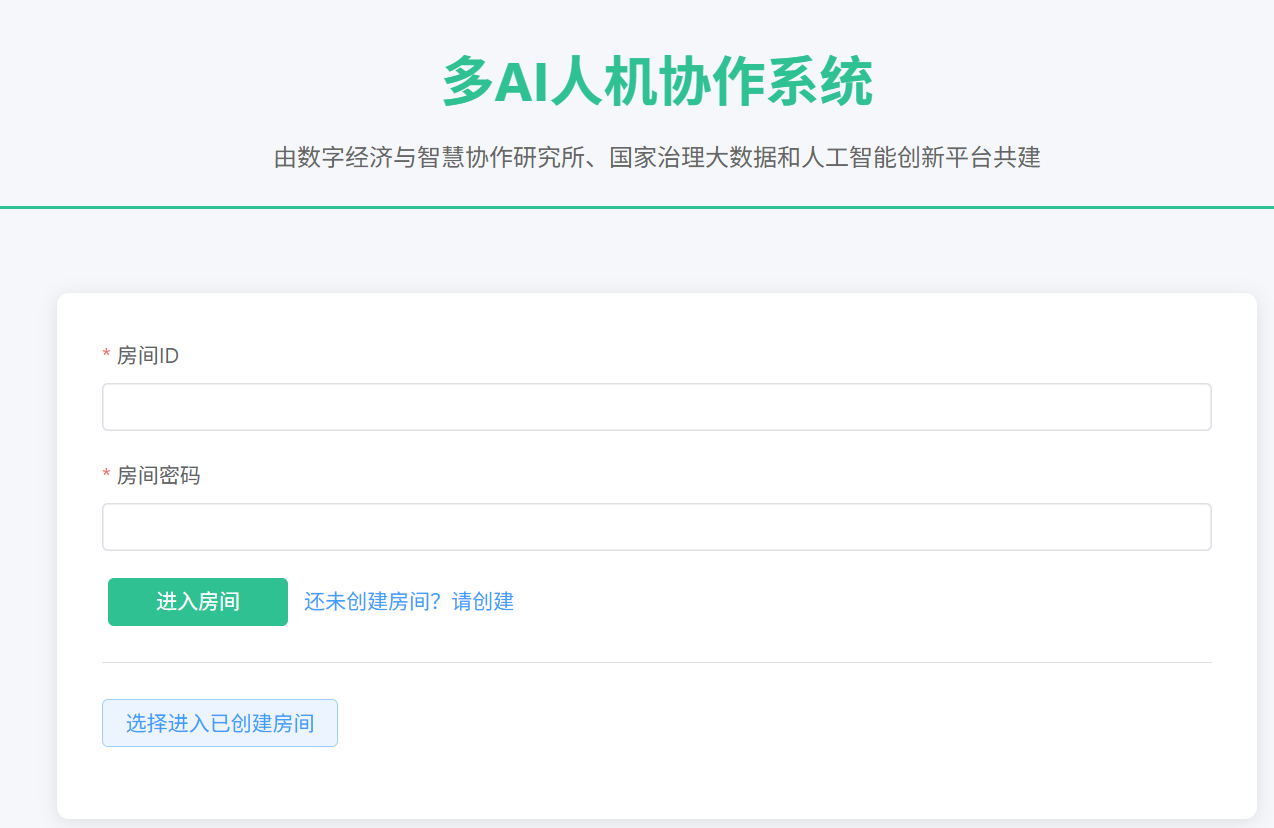 多AI人机协作系统
由数字经济与智慧协作研究所、国家治理大数据和人工智能创新平台共建
* 房间ID
* 房间密码
进入房间 还未创建房间？请创建
选择进入已创建房间